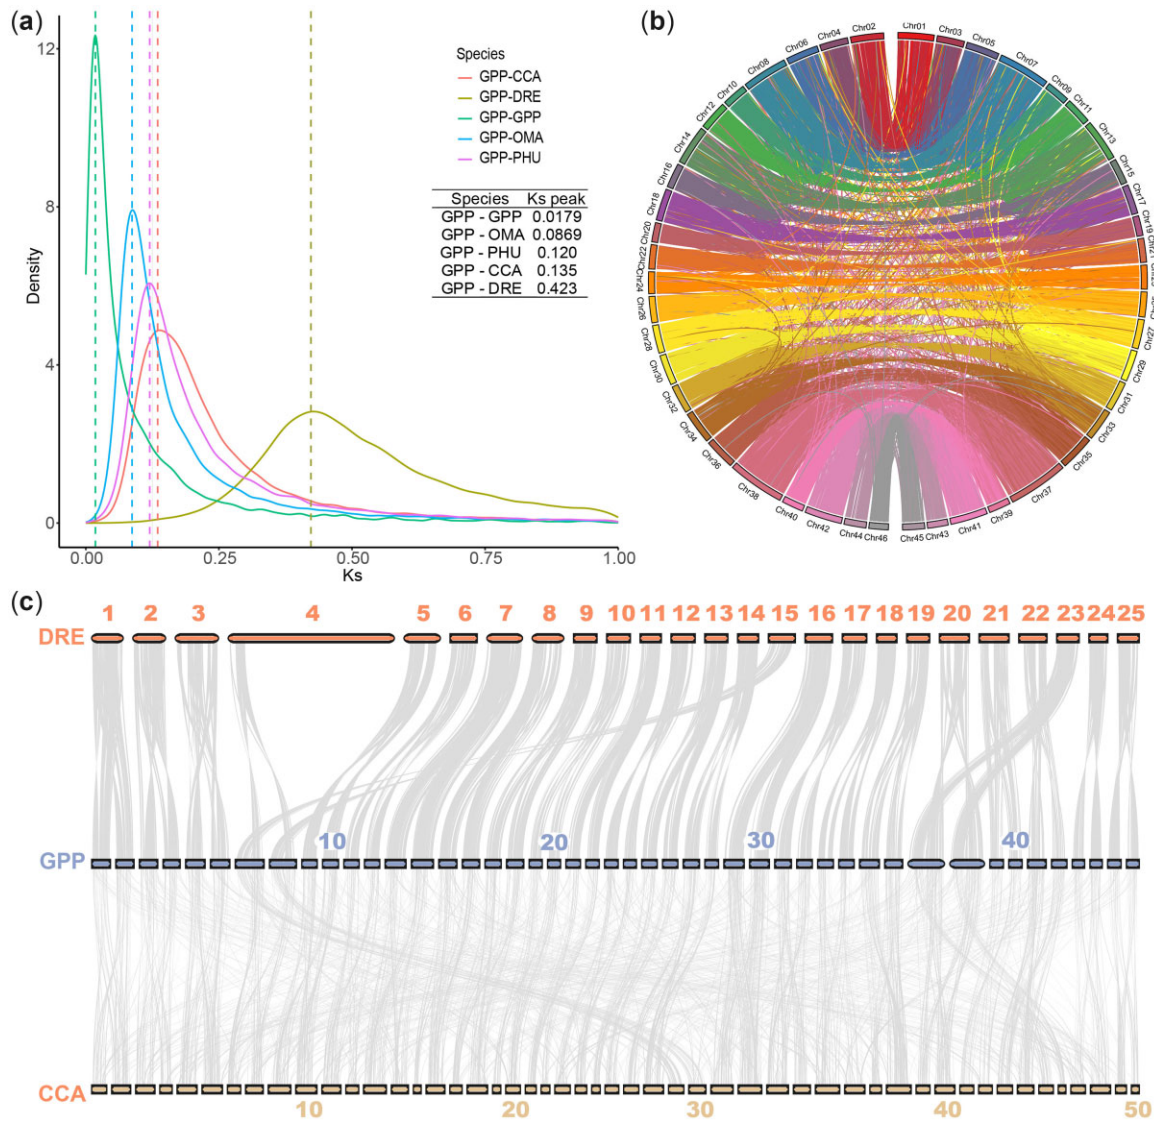 (a)
12
8
4
0
Density
0.00 0.25 0.50 0.75 1.00
Ks
Species
GPP-CCA
GPP-DRE
GPP-GPP
GPP-OMA
GPP-PHU
Species Ks peak
GPP - GPP 0.0179
GPP - OMA 0.0869
GPP - PHU 0.120
GPP - CCA 0.135
GPP - DRE 0.423
(b)
Chr01
Chr03
Chr05
Chr07
Chr09
Chr11
Chr13
Chr15
Chr17
Chr19
Chr27
Chr29
Chr31
Chr33
Chr35
Chr37
Chr39
Chr41
Chr43
Chr45
Chr46
Chr44
Chr42
Chr40
Chr38
Chr36
Chr34
Chr32
Chr30
Chr28
Chr26
Chr22
Chr20
Chr18
Chr16
Chr14
Chr12
Chr10
Chr08
Chr06
Chr04
Chr02
(c)
1 2 3 4 5 6 7 8 9 10 11 12 13 14 15 16 17 18 19 20 21 22 23 24 25
DRE
10 20 30 40
GPP
CCA
10 20 30 40 50